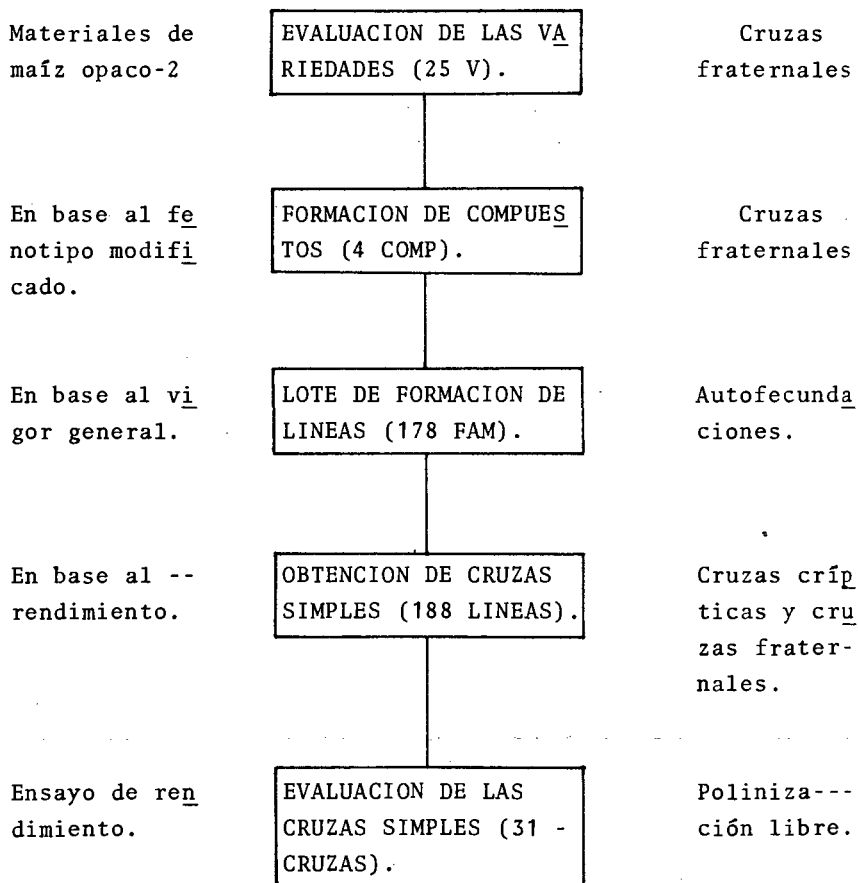 Materiales de
maíz opaco-2
EVALUACION DE LAS VA
RIEDADES (25 V).
Cruzas
fraternales
En base al fe
notipo modifi
cado.
FORMACION DE COMPUES
TOS (4 COMP).
Cruzas
fraternales
En base al vi
gor general.
LOTE DE FORMACION DE
LINEAS (178 FAM).
Autofecunda
ciones.
En base al --
rendimiento.
OBTENCION DE CRUZAS
SIMPLES (188 LINEAS).
Cruzas críp
ticas y cru
zas frater-
nales.
Ensayo de ren
dimiento.
EVALUACION DE LAS
CRUZAS SIMPLES (31 -
CRUZAS).
Poliniza---
ción libre.